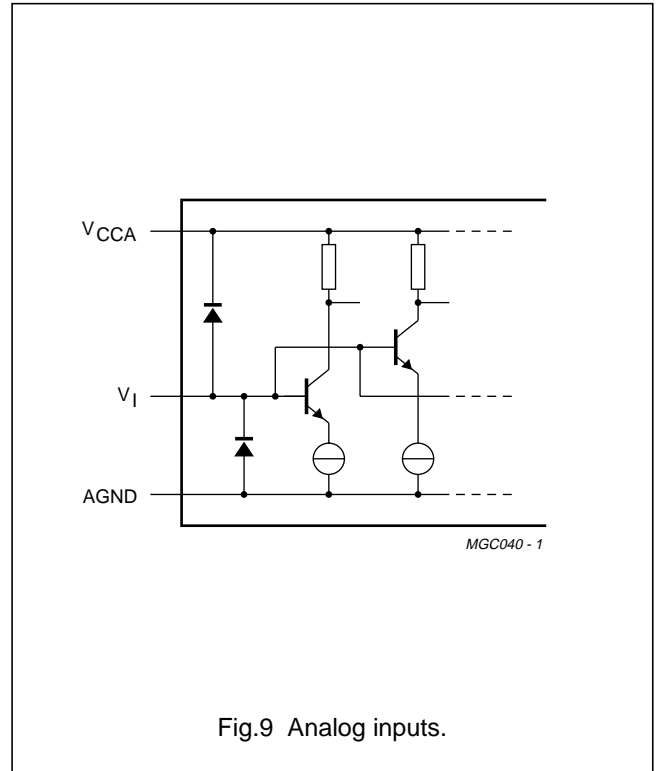 VCCA
VI
AGND
MGC040 - 1
Fig.9 Analog inputs.